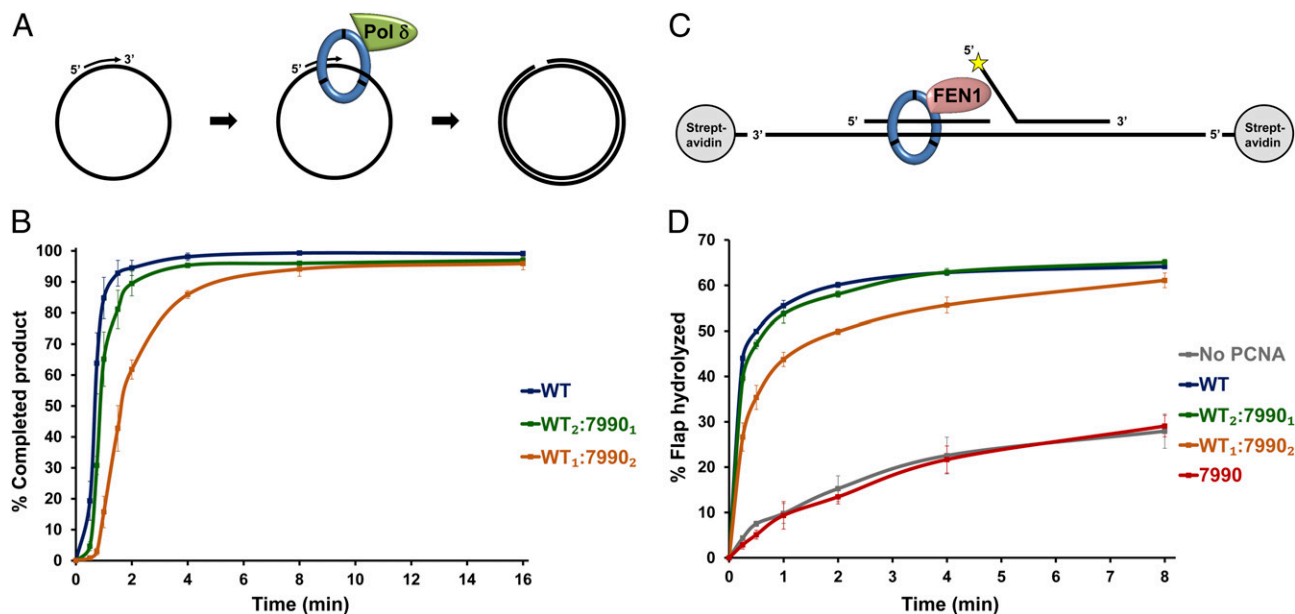 A
5' 3'
5'
Pol δ
B
% Completed product
100
90
80
70
60
50
40
30
20
10
0
0 2 4 6 8 10 12 14 16
Time (min)
WT
WT₂:7990₁
WT₁:7990₂
C
5'
FEN1
5' 3'
Strept-
avidin
3' 5'
Strept-
avidin
D
% Flap hydrolyzed
70
60
50
40
30
20
10
0
0 1 2 3 4 5 6 7 8
Time (min)
No PCNA
WT
WT₂:7990₁
WT₁:7990₂
7990